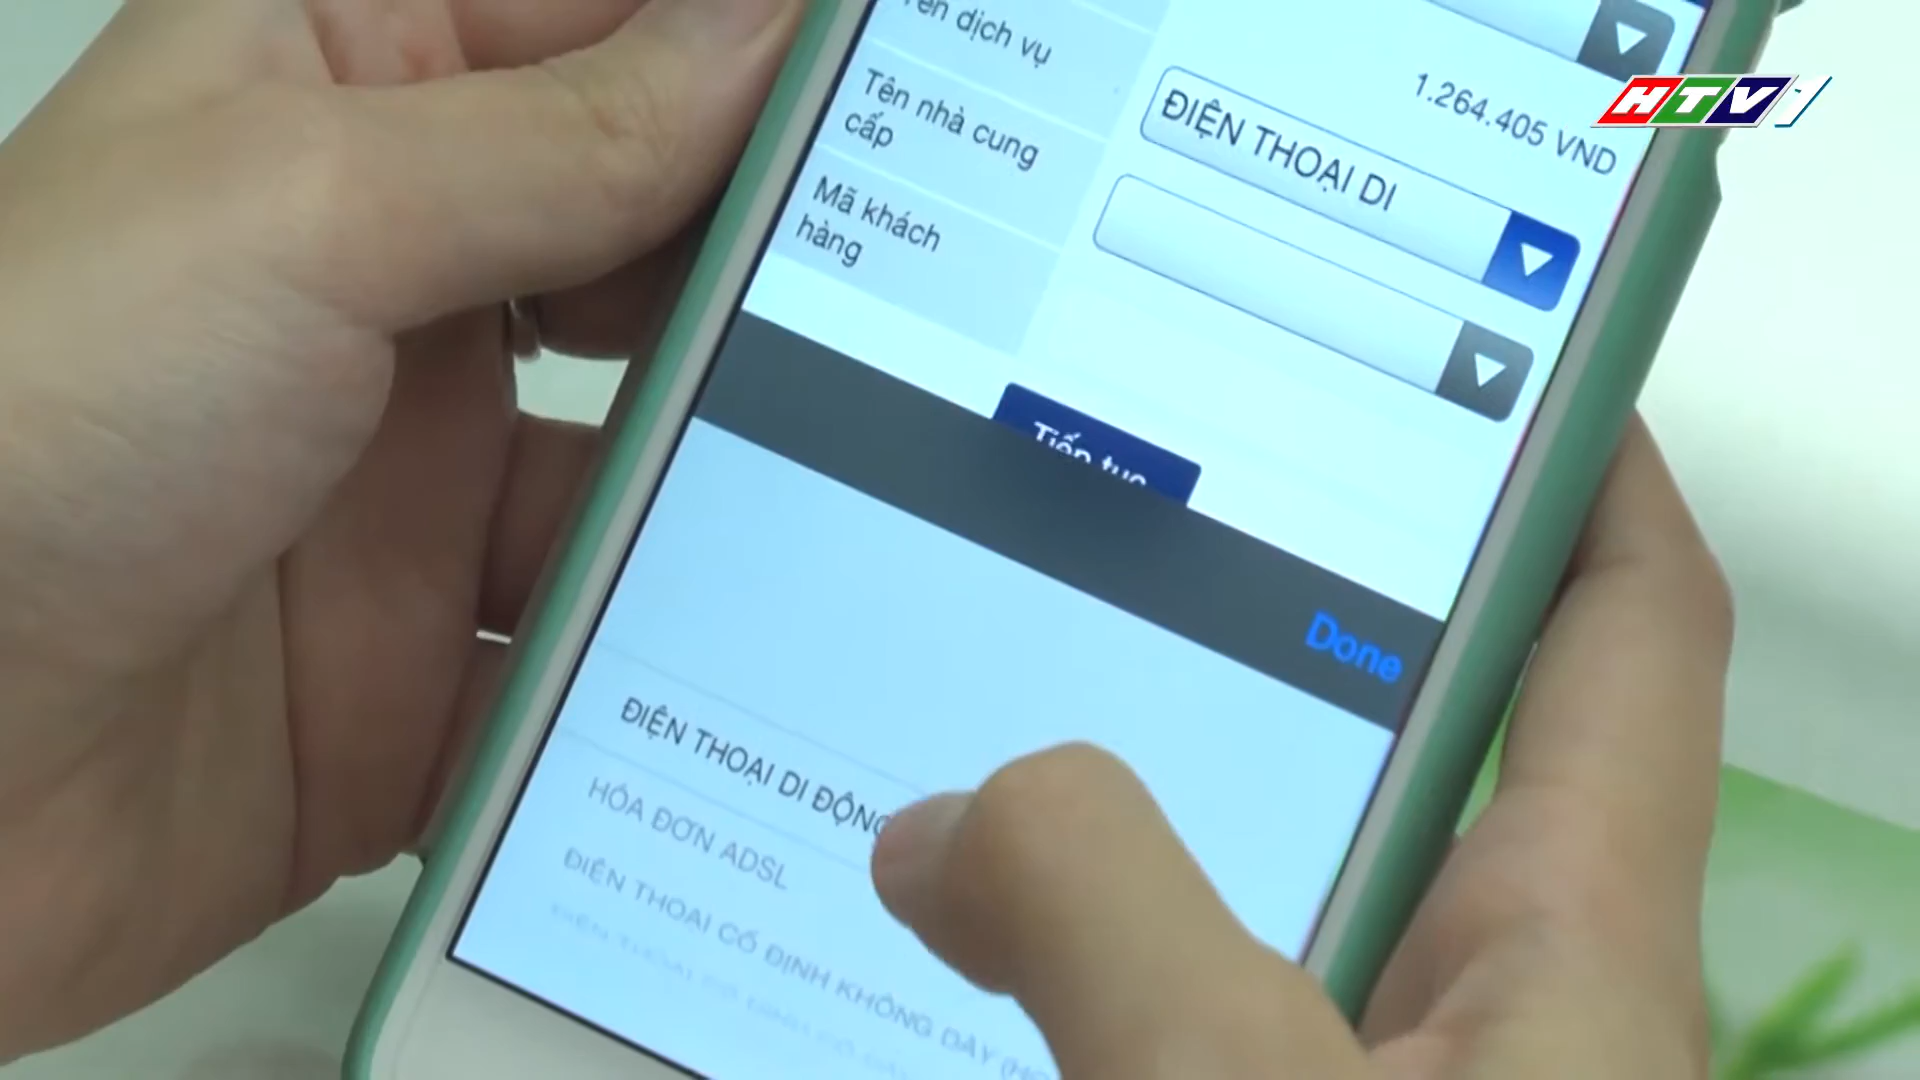 HTV1
1.264.405 VND
Tên dịch vụ
ĐIỆN THOẠI DI
Tên nhà cung
cấp
Mã khách
hàng
Tiếp tục
Done
ĐIỆN THOẠI DI ĐỘNG
HÓA ĐƠN ADSL
ĐIỆN THOẠI CỐ ĐỊNH KHÔNG DÂY